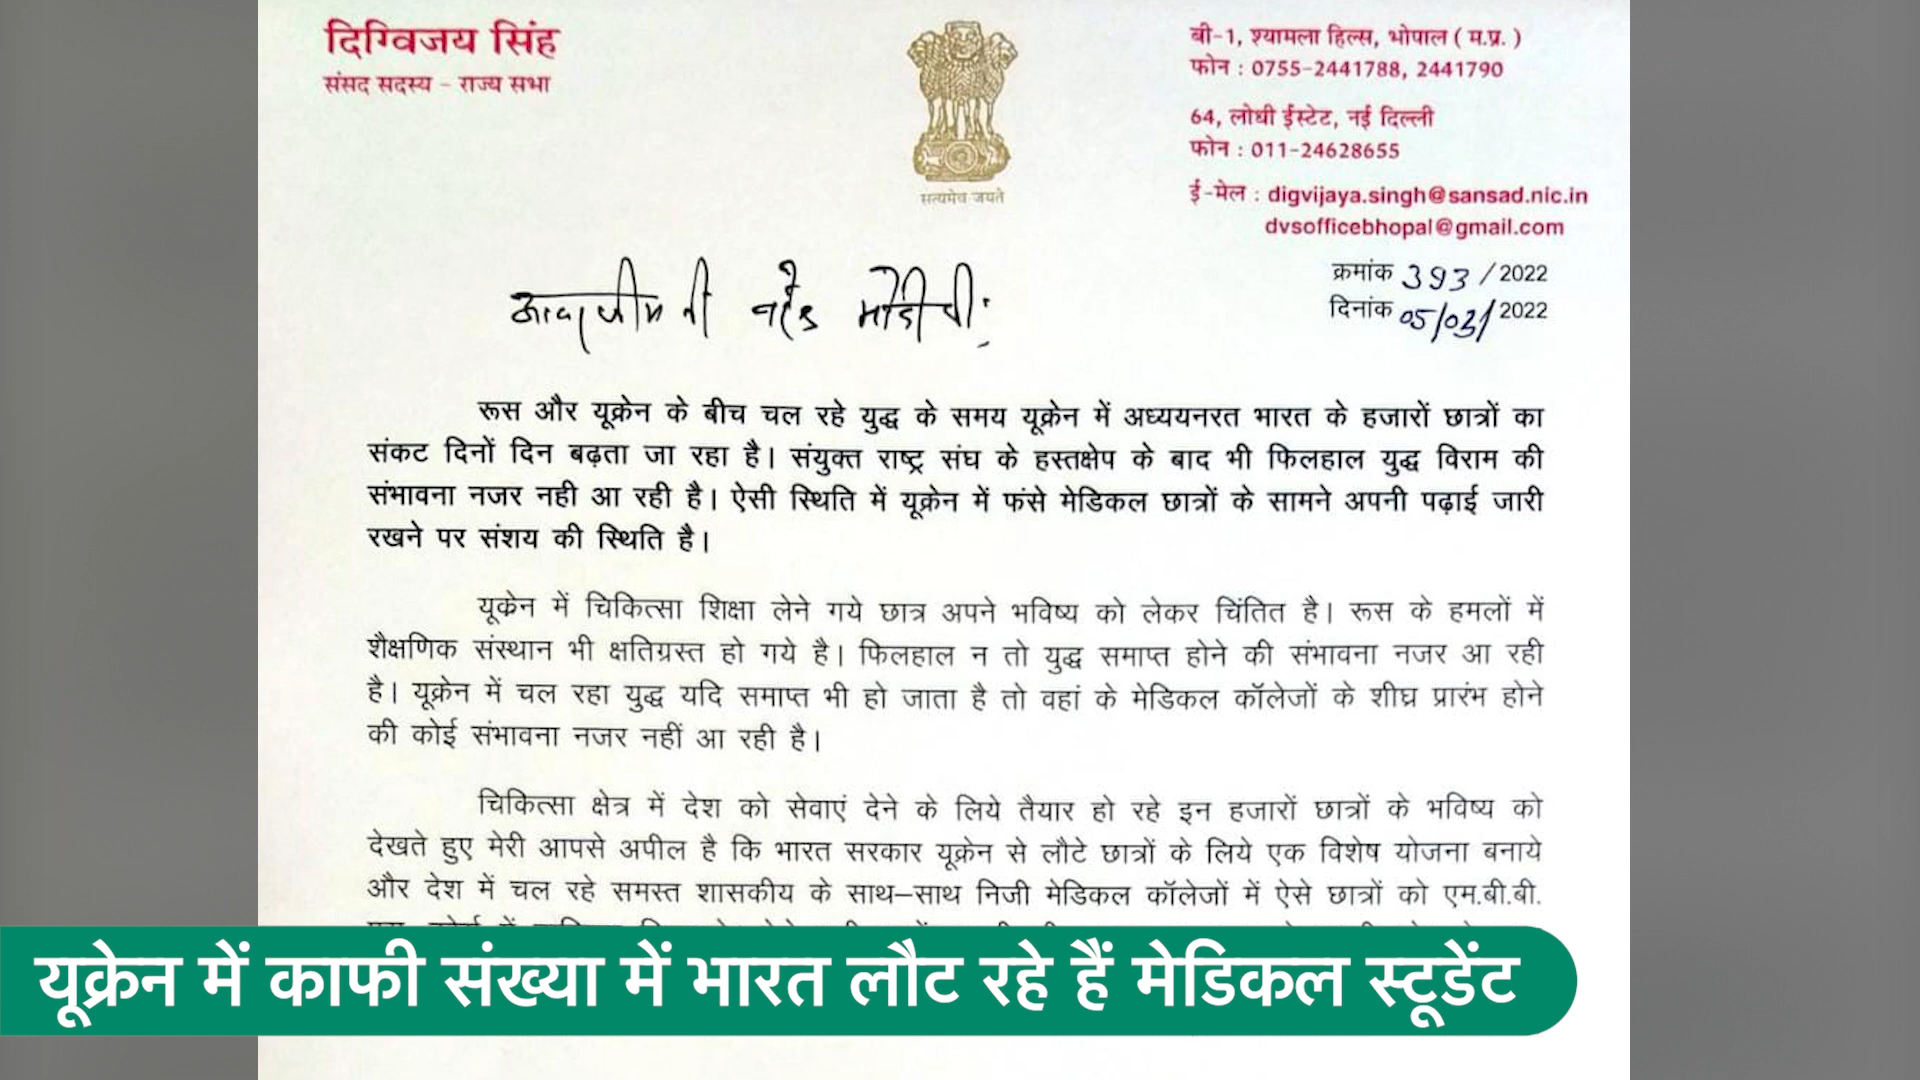 दिग्विजय सिंह
संसद सदस्य - राज्य सभा
सत्यमेव जयते
बी-1, श्यामला हिल्स, भोपाल ( म.प्र. )
फोन : 0755-2441788, 2441790
64, लोधी ईस्टेट, नई दिल्ली
फोन : 011-24628655
ई-मेल : digvijaya.singh@sansad.nic.in
dvsofficebhopal@gmail.com
क्रमांक 393 / 2022
दिनांक 05/03/ 2022
नरेंद्र मोदी जी
रूस और यूक्रेन के बीच चल रहे युद्ध के समय यूक्रेन में अध्ययनरत भारत के हजारों छात्रों का
संकट दिनों दिन बढ़ता जा रहा है। संयुक्त राष्ट्र संघ के हस्तक्षेप के बाद भी फिलहाल युद्ध विराम की
संभावना नजर नही आ रही है। ऐसी स्थिति में यूक्रेन में फंसे मेडिकल छात्रों के सामने अपनी पढ़ाई जारी
रखने पर संशय की स्थिति है।
यूक्रेन में चिकित्सा शिक्षा लेने गये छात्र अपने भविष्य को लेकर चिंतित है। रूस के हमलों में
शैक्षणिक संस्थान भी क्षतिग्रस्त हो गये है। फिलहाल न तो युद्ध समाप्त होने की संभावना नजर आ रही
है। यूक्रेन में चल रहा युद्ध यदि समाप्त भी हो जाता है तो वहां के मेडिकल कॉलेजों के शीघ्र प्रारंभ होने
की कोई संभावना नजर नहीं आ रही है।
चिकित्सा क्षेत्र में देश को सेवाएं देने के लिये तैयार हो रहे इन हजारों छात्रों के भविष्य को
देखते हुए मेरी आपसे अपील है कि भारत सरकार यूक्रेन से लौटे छात्रों के लिये एक विशेष योजना बनाये
और देश में चल रहे समस्त शासकीय के साथ–साथ निजी मेडिकल कॉलेजों में ऐसे छात्रों को एम.बी.बी.
यूक्रेन में काफी संख्या में भारत लौट रहे हैं मेडिकल स्टूडेंट